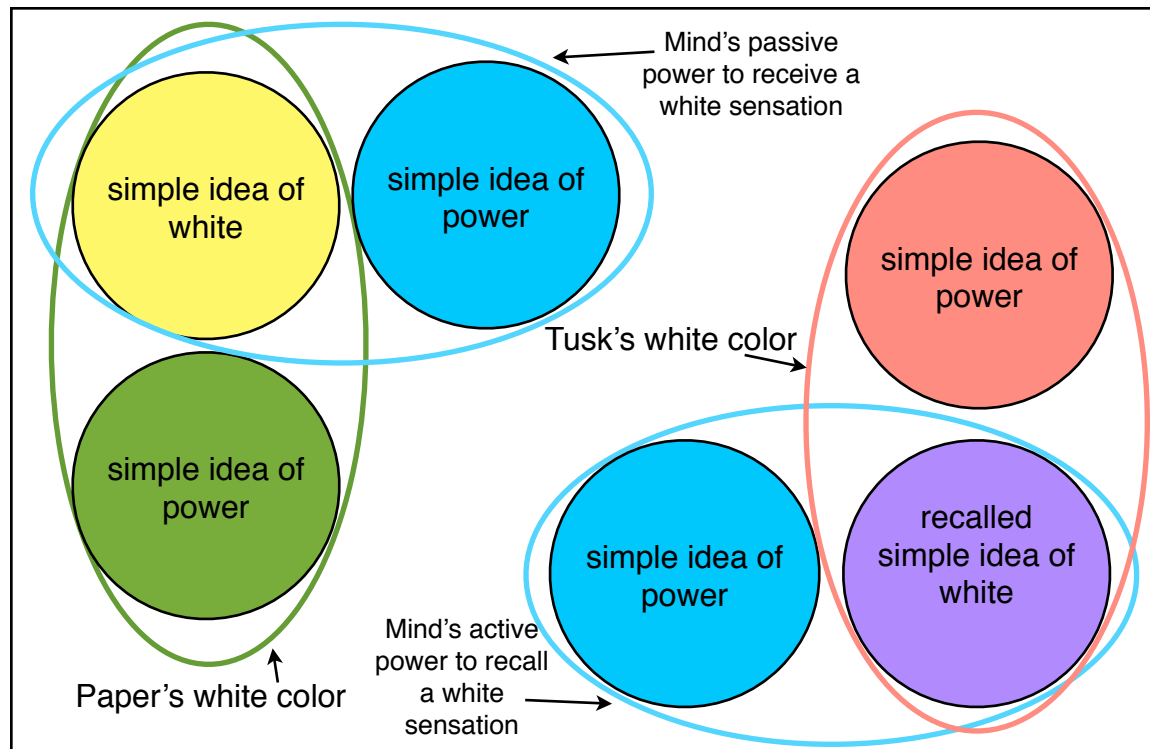 Mind's passive
power to receive a
white sensation
simple idea of
white
simple idea of
power
simple idea of
power
Tusk's white color
simple idea of
power
simple idea of
power
recalled
simple idea of
white
Mind's active
power to recall
a white
sensation
Paper's white color